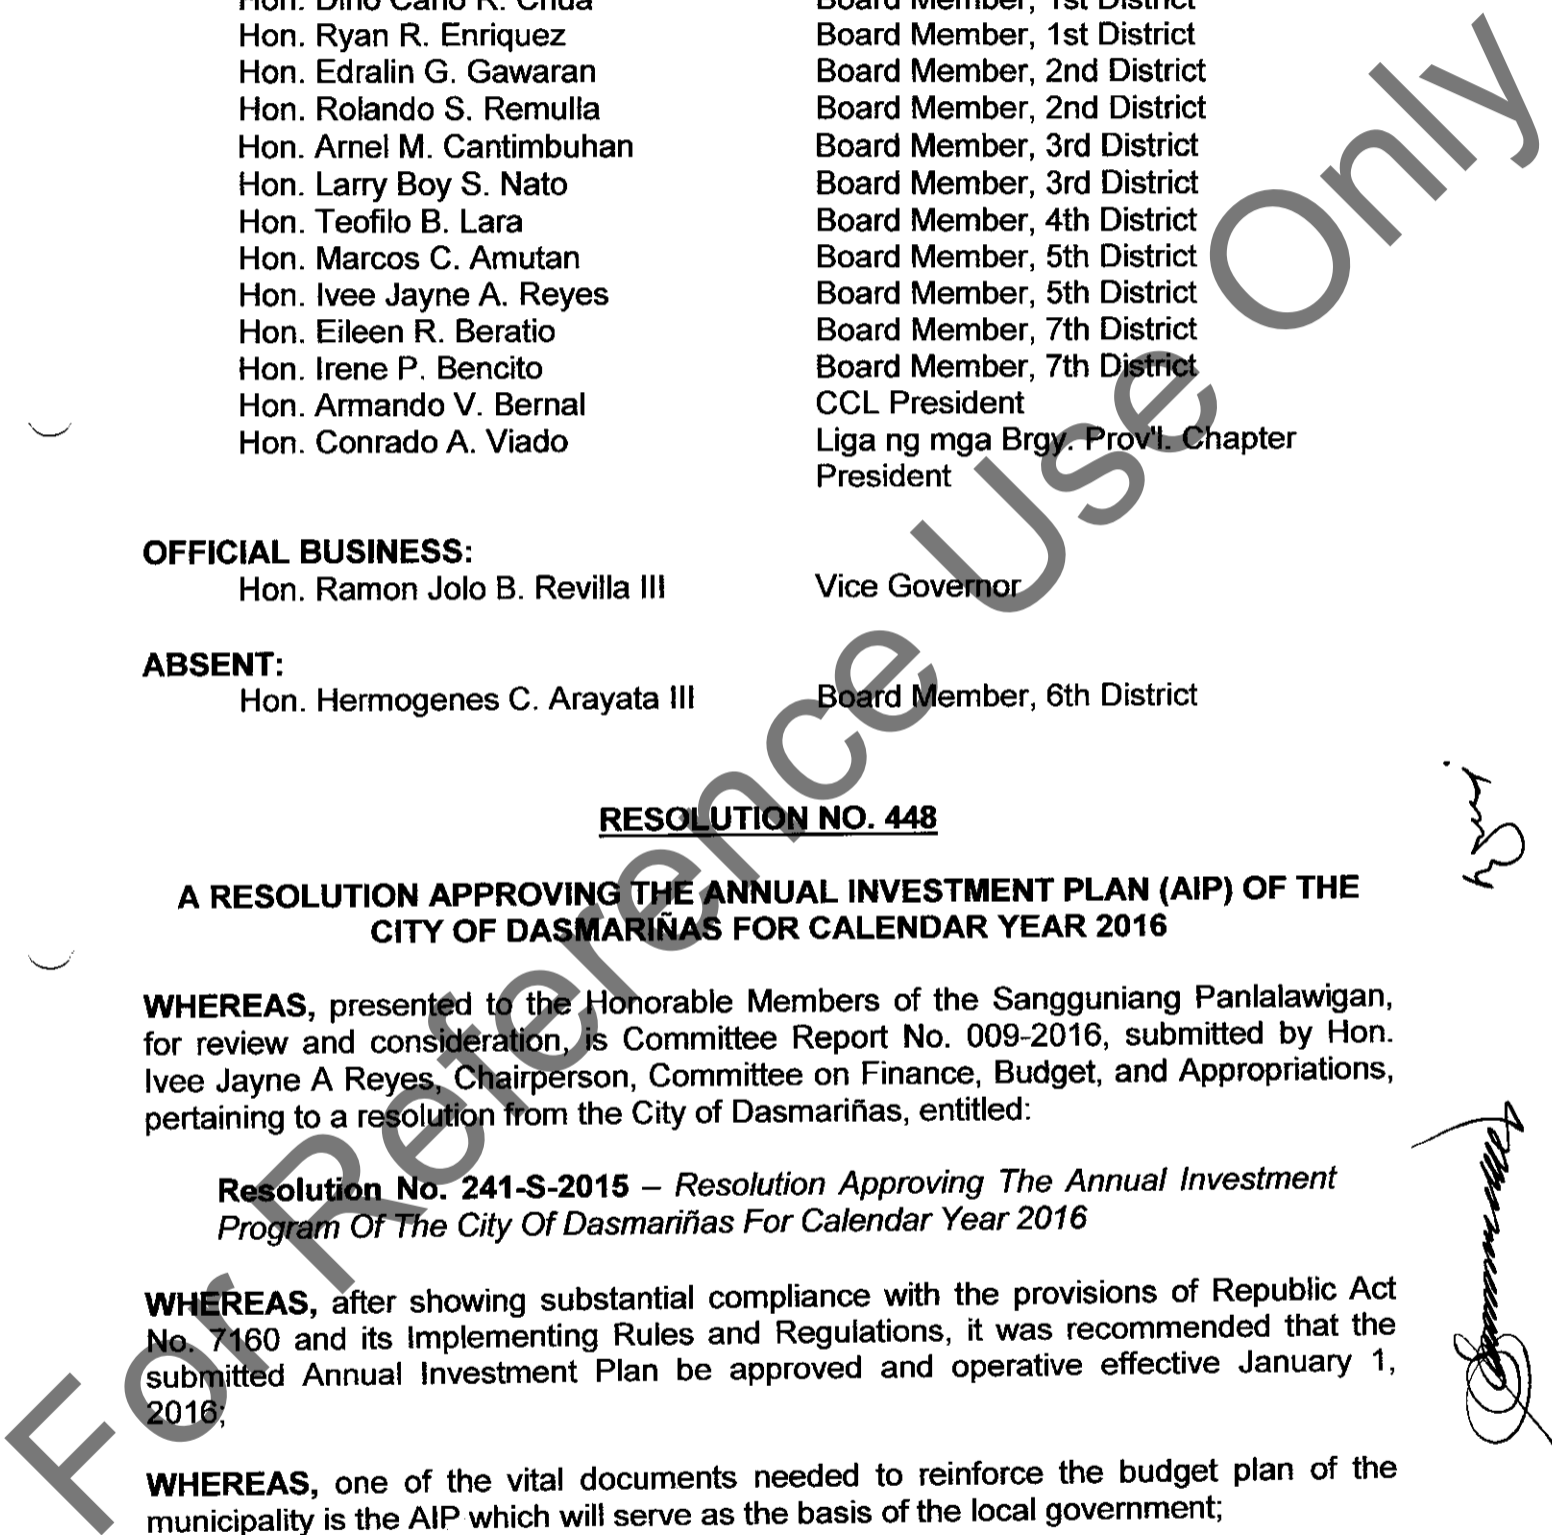 Hon. Dino Carlo R. Chua Board Member, 1st District
Hon. Ryan R. Enriquez Board Member, 1st District
Hon. Edralin G. Gawaran Board Member, 2nd District
Hon. Rolando S. Remulla Board Member, 2nd District
Hon. Arnel M. Cantimbuhan Board Member, 3rd District
Hon. Larry Boy S. Nato Board Member, 3rd District
Hon. Teofilo B. Lara Board Member, 4th District
Hon. Marcos C. Amutan Board Member, 5th District
Hon. Ivee Jayne A. Reyes Board Member, 5th District
Hon. Eileen R. Beratio Board Member, 7th District
Hon. Irene P. Bencito Board Member, 7th District
Hon. Armando V. Bernal CCL President
Hon. Conrado A. Viado Liga ng mga Brgy. Prov'l. Chapter
President
OFFICIAL BUSINESS:
Hon. Ramon Jolo B. Revilla III Vice Governor
ABSENT:
Hon. Hermogenes C. Arayata III Board Member, 6th District
RESOLUTION NO. 448
A RESOLUTION APPROVING THE ANNUAL INVESTMENT PLAN (AIP) OF THE
CITY OF DASMARIÑAS FOR CALENDAR YEAR 2016
WHEREAS, presented to the Honorable Members of the Sangguniang Panlalawigan,
for review and consideration, is Committee Report No. 009-2016, submitted by Hon.
Ivee Jayne A Reyes, Chairperson, Committee on Finance, Budget, and Appropriations,
pertaining to a resolution from the City of Dasmariñas, entitled:
Resolution No. 241-S-2015 – Resolution Approving The Annual Investment
Program Of The City Of Dasmariñas For Calendar Year 2016
WHEREAS, after showing substantial compliance with the provisions of Republic Act
No. 7160 and its Implementing Rules and Regulations, it was recommended that the
submitted Annual Investment Plan be approved and operative effective January 1,
2016;
WHEREAS, one of the vital documents needed to reinforce the budget plan of the
municipality is the AIP which will serve as the basis of the local government;
For Reference Use Only